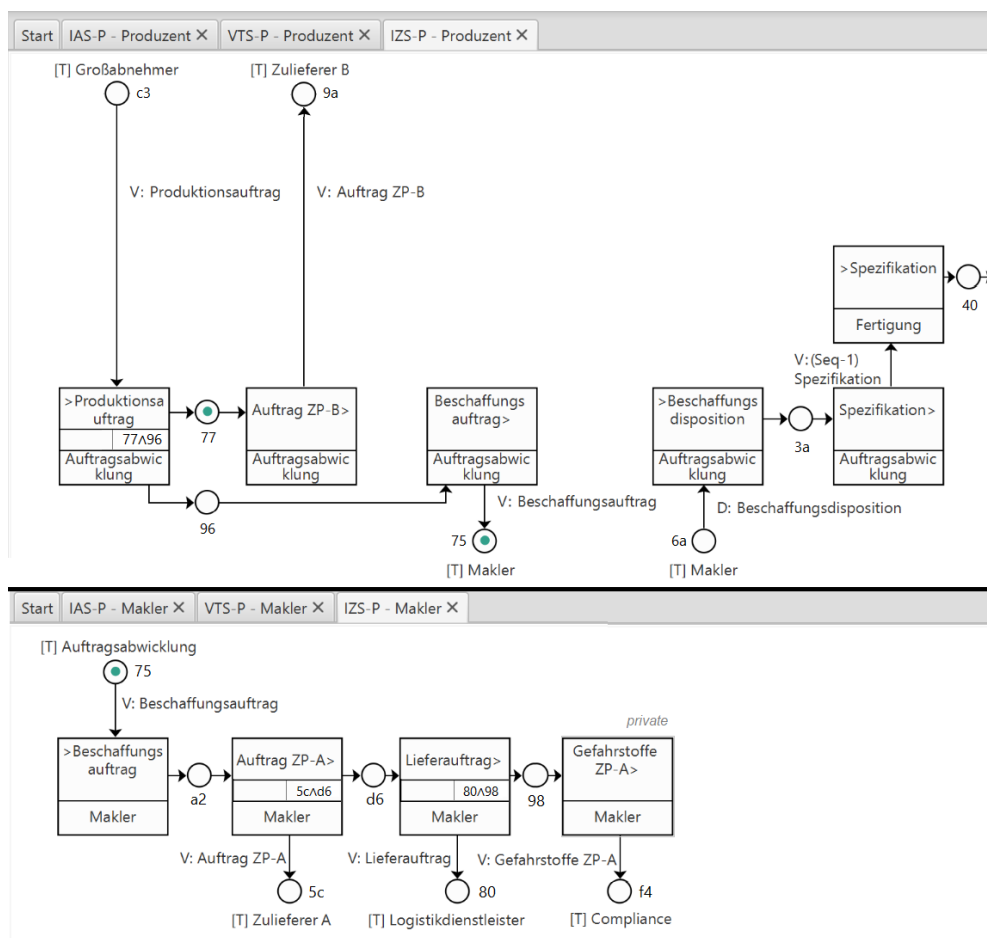 Start IAS-P - Produzent × VTS-P - Produzent × IZS-P - Produzent ×
[T] Großabnehmer
c3
[T] Zulieferer B
9a
V: Produktionsauftrag
V: Auftrag ZP-B
>Spezifikation
Fertigung
40
V:(Seq-1)
Spezifikation
>Produktionsa
uftrag
77∧96
Auftragsabwic
klung
77
Auftrag ZP-B>
Auftragsabwic
klung
Beschaffungs
auftrag>
Auftragsabwic
klung
>Beschaffungs
disposition
Auftragsabwic
klung
3a
Spezifikation>
Auftragsabwic
klung
96
V: Beschaffungsauftrag
D: Beschaffungsdisposition
75
[T] Makler
6a
[T] Makler
Start IAS-P - Makler × VTS-P - Makler × IZS-P - Makler ×
[T] Auftragsabwicklung
75
V: Beschaffungsauftrag
private
>Beschaffungs
auftrag
Makler
a2
Auftrag ZP-A>
5c∧d6
Makler
d6
Lieferauftrag>
80∧98
Makler
98
Gefahrstoffe
ZP-A>
Makler
V: Auftrag ZP-A
V: Lieferauftrag
V: Gefahrstoffe ZP-A
5c
[T] Zulieferer A
80
[T] Logistikdienstleister
f4
[T] Compliance